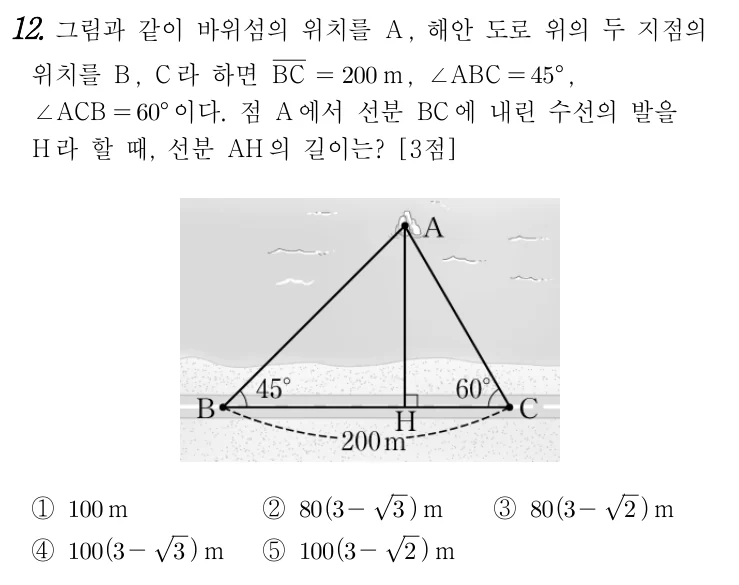 12. 그림과 같이 바위섬의 위치를 A, 해안 도로 위의 두 지점의
위치를 B, C라 하면 B̅C̅ = 200 m, ∠ABC = 45°,
∠ACB = 60°이다. 점 A에서 선분 BC에 내린 수선의 발을
H라 할 때, 선분 AH의 길이는? [3점]
A
45°
60°
B
H
C
200 m
① 100 m ② 80(3−√3) m ③ 80(3−√2) m
④ 100(3−√3) m ⑤ 100(3−√2) m